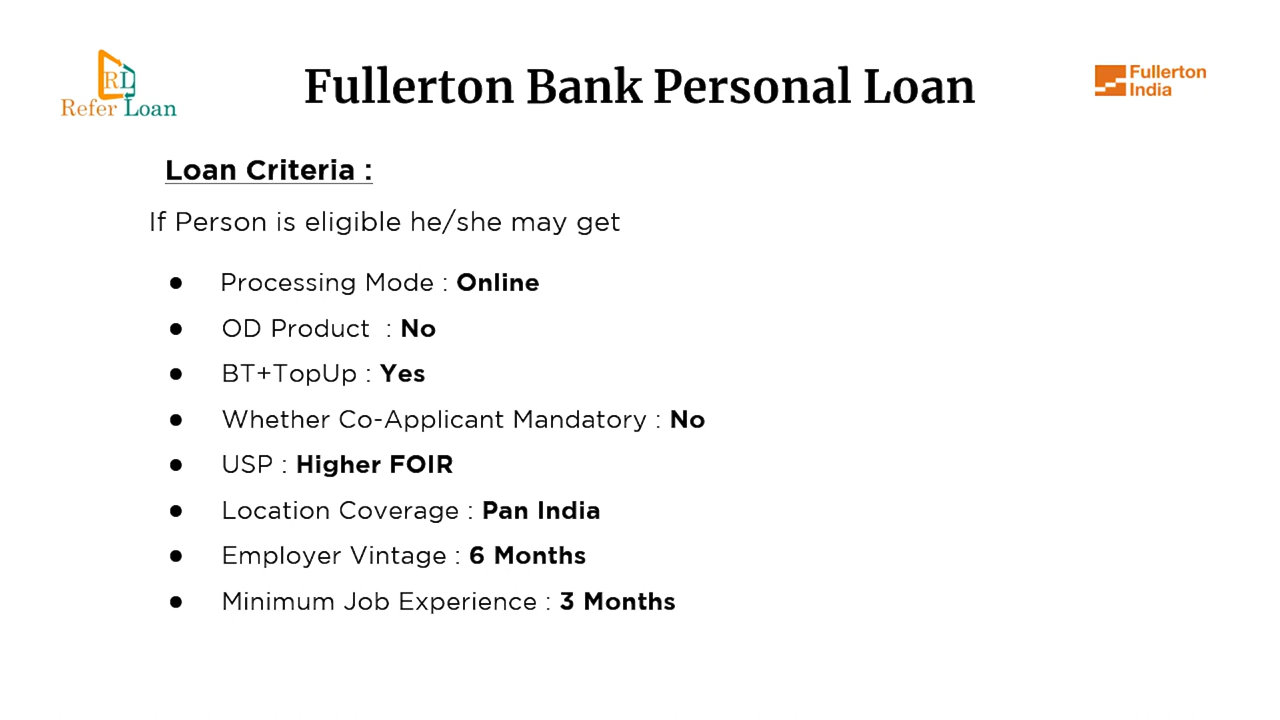 RL
Refer Loan
Fullerton Bank Personal Loan
Fullerton
India
Loan Criteria :
If Person is eligible he/she may get
● Processing Mode : Online
● OD Product : No
● BT+TopUp : Yes
● Whether Co-Applicant Mandatory : No
● USP : Higher FOIR
● Location Coverage : Pan India
● Employer Vintage : 6 Months
● Minimum Job Experience : 3 Months